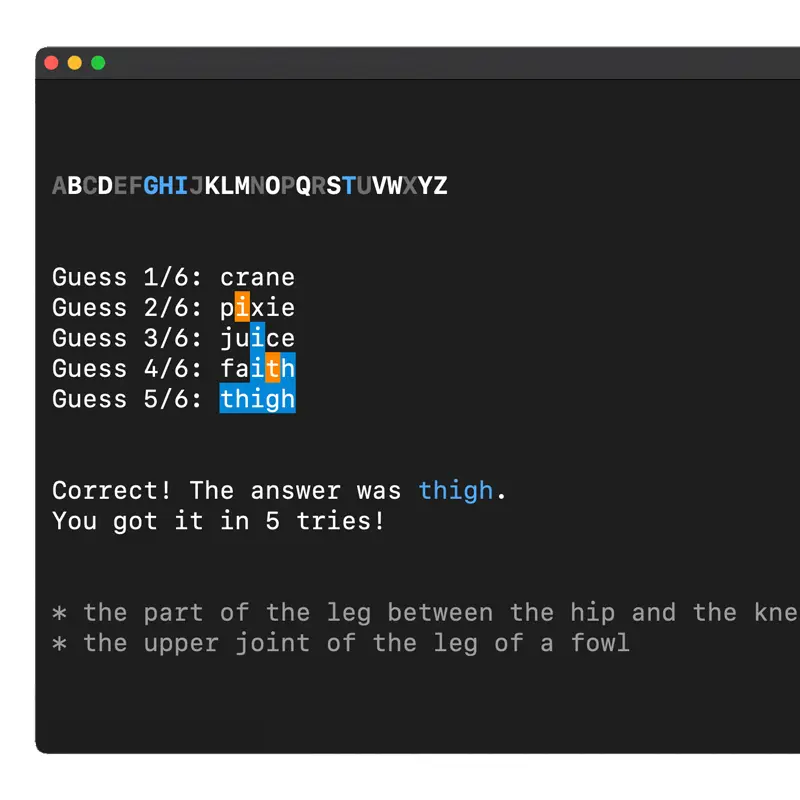 ABCDEFGHIJKLMNOPQRSTUVWXYZ
Guess 1/6: crane
Guess 2/6: pixie
Guess 3/6: juice
Guess 4/6: faith
Guess 5/6: thigh
Correct! The answer was thigh.
You got it in 5 tries!
* the part of the leg between the hip and the kne
* the upper joint of the leg of a fowl